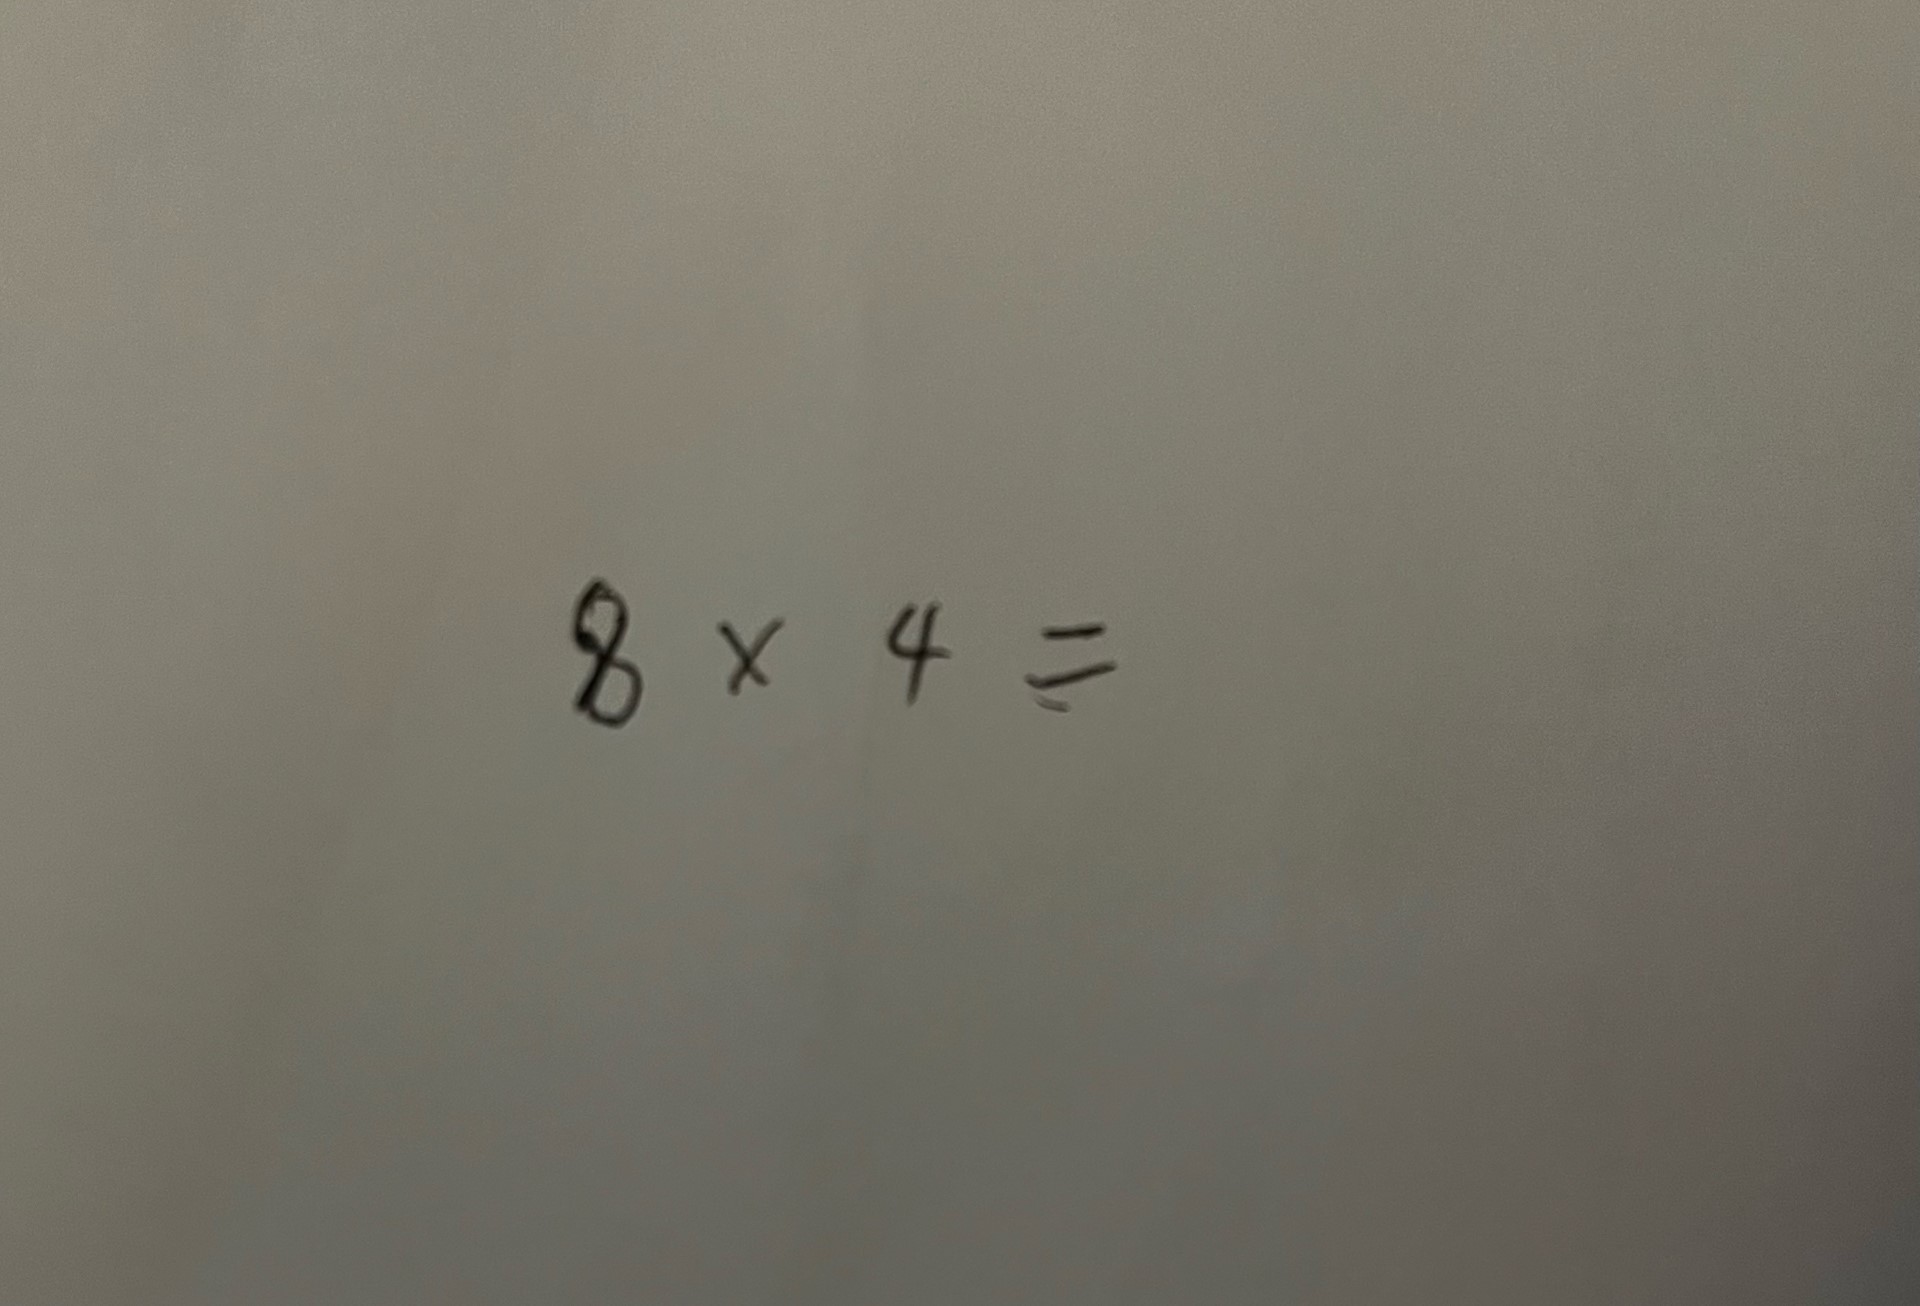 8 × 4 =